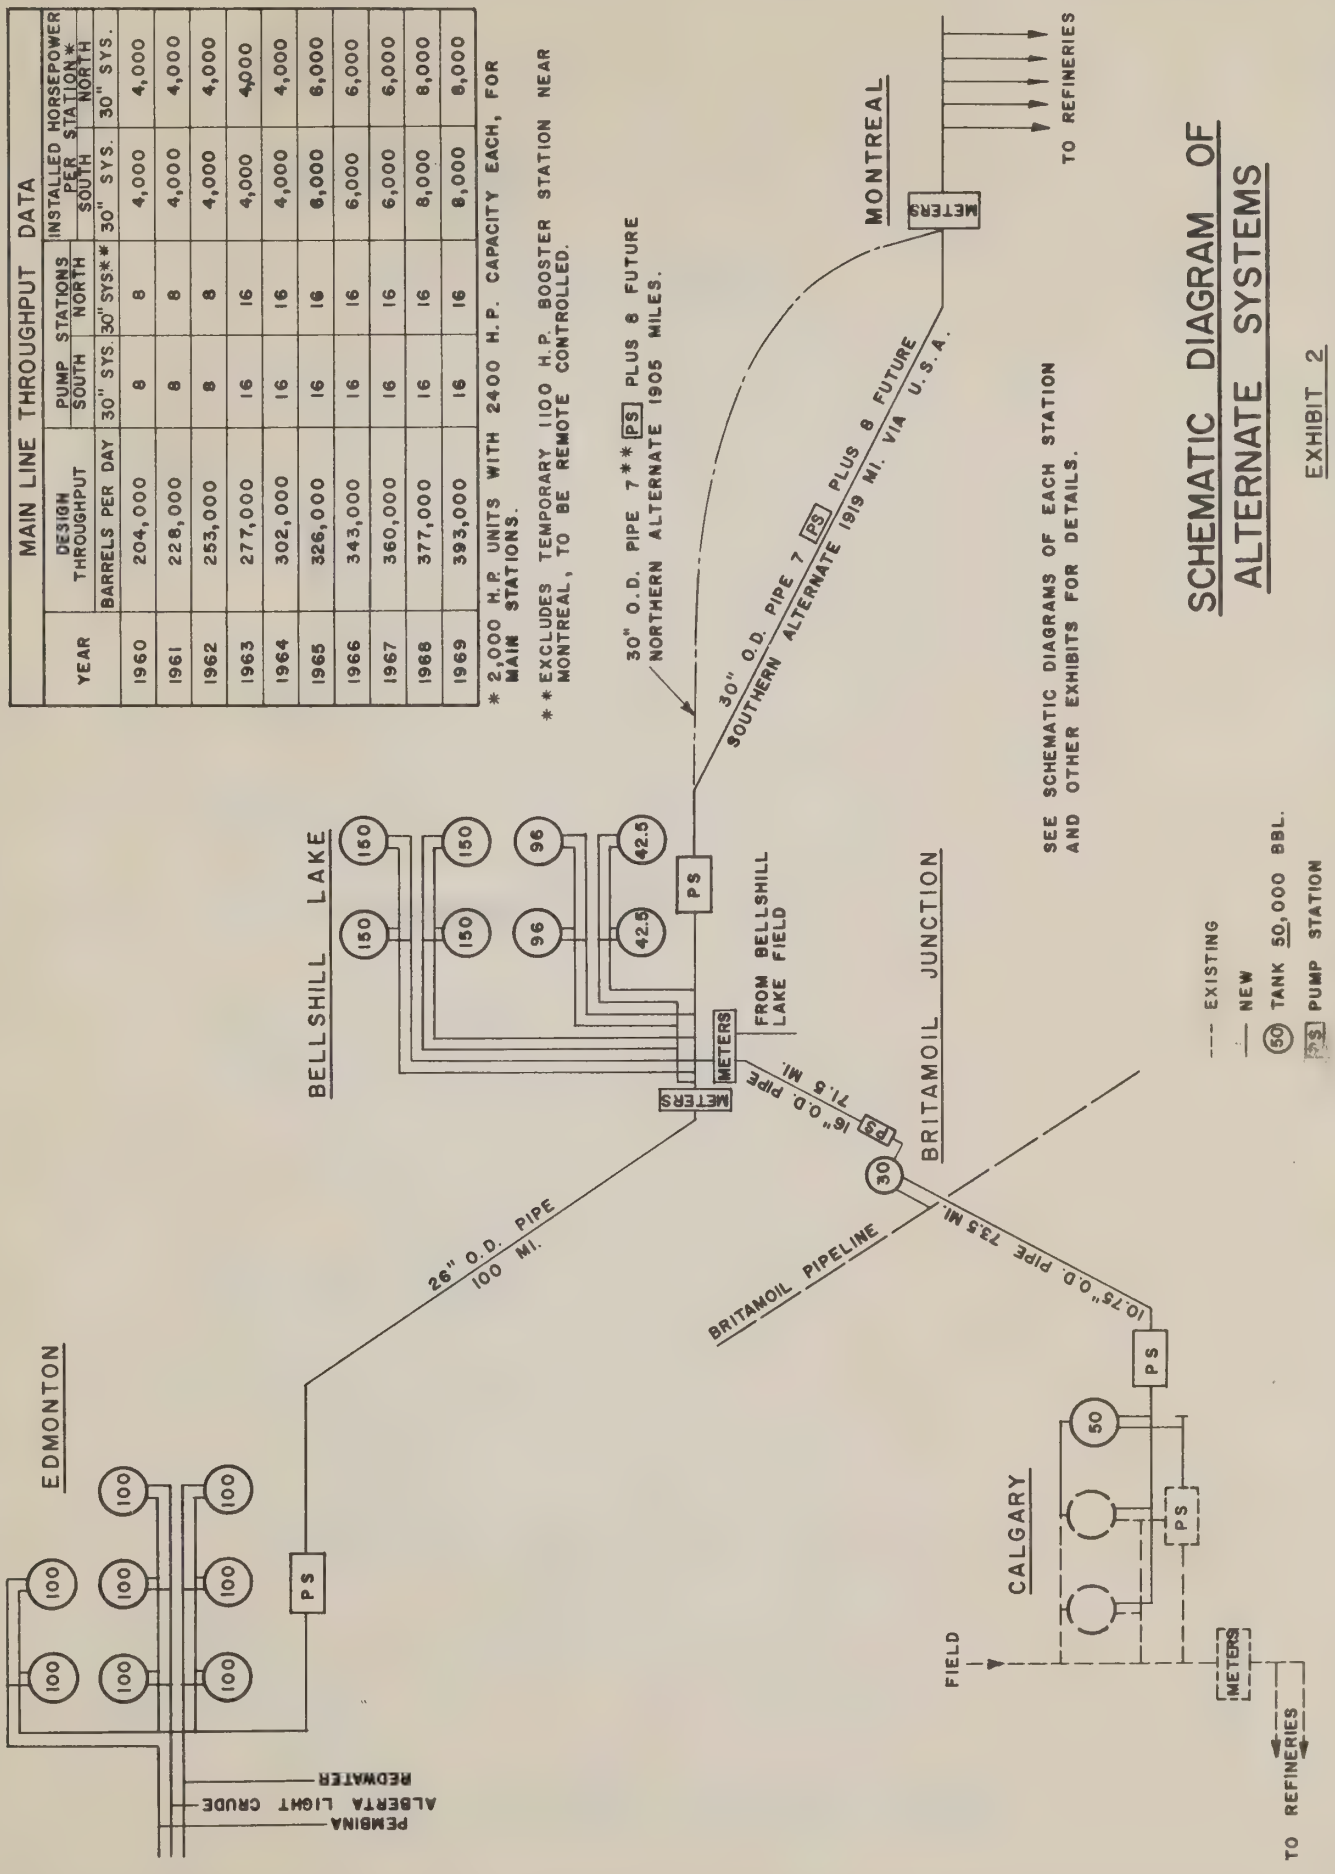 MAIN LINE THROUGHPUT DATA
YEAR
DESIGN THROUGHPUT
PUMP STATIONS
INSTALLED HORSEPOWER PER STATION*
SOUTH NORTH SOUTH NORTH
BARRELS PER DAY 30" SYS. 30" SYS.** 30" SYS. 30" SYS.
1960 204,000 8 8 4,000 4,000
1961 228,000 8 8 4,000 4,000
1962 253,000 8 8 4,000 4,000
1963 277,000 16 16 4,000 4,000
1964 302,000 16 16 4,000 4,000
1965 326,000 16 16 6,000 6,000
1966 343,000 16 16 6,000 6,000
1967 360,000 16 16 6,000 6,000
1968 377,000 16 16 8,000 8,000
1969 393,000 16 16 8,000 8,000
* 2,000 H.P. UNITS WITH 2400 H.P. CAPACITY EACH, FOR
MAIN STATIONS.
** EXCLUDES TEMPORARY 1100 H.P. BOOSTER STATION NEAR
MONTREAL, TO BE REMOTE CONTROLLED.
30" O.D. PIPE 7** PS PLUS 8 FUTURE
NORTHERN ALTERNATE 1905 MILES.
30" O.D. PIPE 7 PS PLUS 8 FUTURE
SOUTHERN ALTERNATE 1919 MI. VIA U.S.A.
MONTREAL
METERS
TO REFINERIES
EDMONTON
100
100
100
100
100
100
100
100
PS
PEMBINA
ALBERTA LIGHT CRUDE
REDWATER
26" O.D. PIPE
100 MI.
BELLSHILL LAKE
150
150
150
150
96
96
42.5
42.5
PS
METERS
METERS
FROM BELLSHILL
LAKE FIELD
16" O.D. PIPE
71.5 MI.
PS
30
BRITAMOIL JUNCTION
BRITAMOIL PIPELINE
10.75" O.D. PIPE 73.5 MI.
CALGARY
50
PS
PS
FIELD
METERS
TO REFINERIES
SEE SCHEMATIC DIAGRAMS OF EACH STATION
AND OTHER EXHIBITS FOR DETAILS.
--- EXISTING
— NEW
50 TANK 50,000 BBL.
PS PUMP STATION
SCHEMATIC DIAGRAM OF
ALTERNATE SYSTEMS
EXHIBIT 2